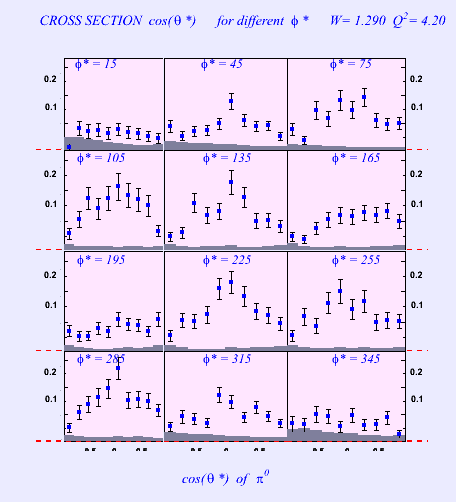 CROSS SECTION cos(θ *) for different ϕ * W= 1.290 Q²= 4.20
ϕ* = 15 ϕ* = 45 ϕ* = 75
0.2 0.2
0.1 0.1
ϕ* = 105 ϕ* = 135 ϕ* = 165
0.2 0.2
0.1 0.1
ϕ* = 195 ϕ* = 225 ϕ* = 255
0.2 0.2
0.1 0.1
ϕ* = 285 ϕ* = 315 ϕ* = 345
0.2 0.2
0.1 0.1
cos(θ *) of π⁰